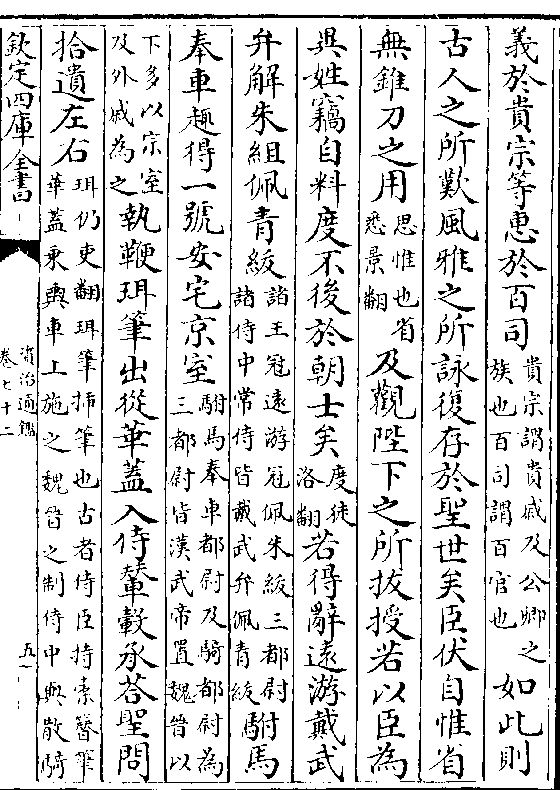 義於貴宗等惠於百司貴宗謂貴戚及公卿之族也百司謂百官也如此則
古人之所歎風雅之所詠復存於聖世矣臣伏自惟省
無錐刀之用思惟也省悉景翻及觀陛下之所拔授若以臣為
異姓竊自料度不後於朝士矣度徒洛翻若得辭遠游戴武
弁解朱組佩青紱諸王冠遠游冠佩朱紱三都尉諸侍中常侍皆戴武弁佩青紱駙馬
奉車趣得一號安宅京室駙馬奉車都尉及騎都尉為三都尉皆漢武帝置魏晉以
下多以宗室及外戚為之執鞭珥筆出從華蓋入侍輦轂承荅聖問
拾遺左右珥仍吏翻珥筆揷筆也古者侍臣持橐簪筆華蓋乘輿車上施之魏晉之制侍中與散騎
欽定四庫全書
資治通鑑
卷七十二
五